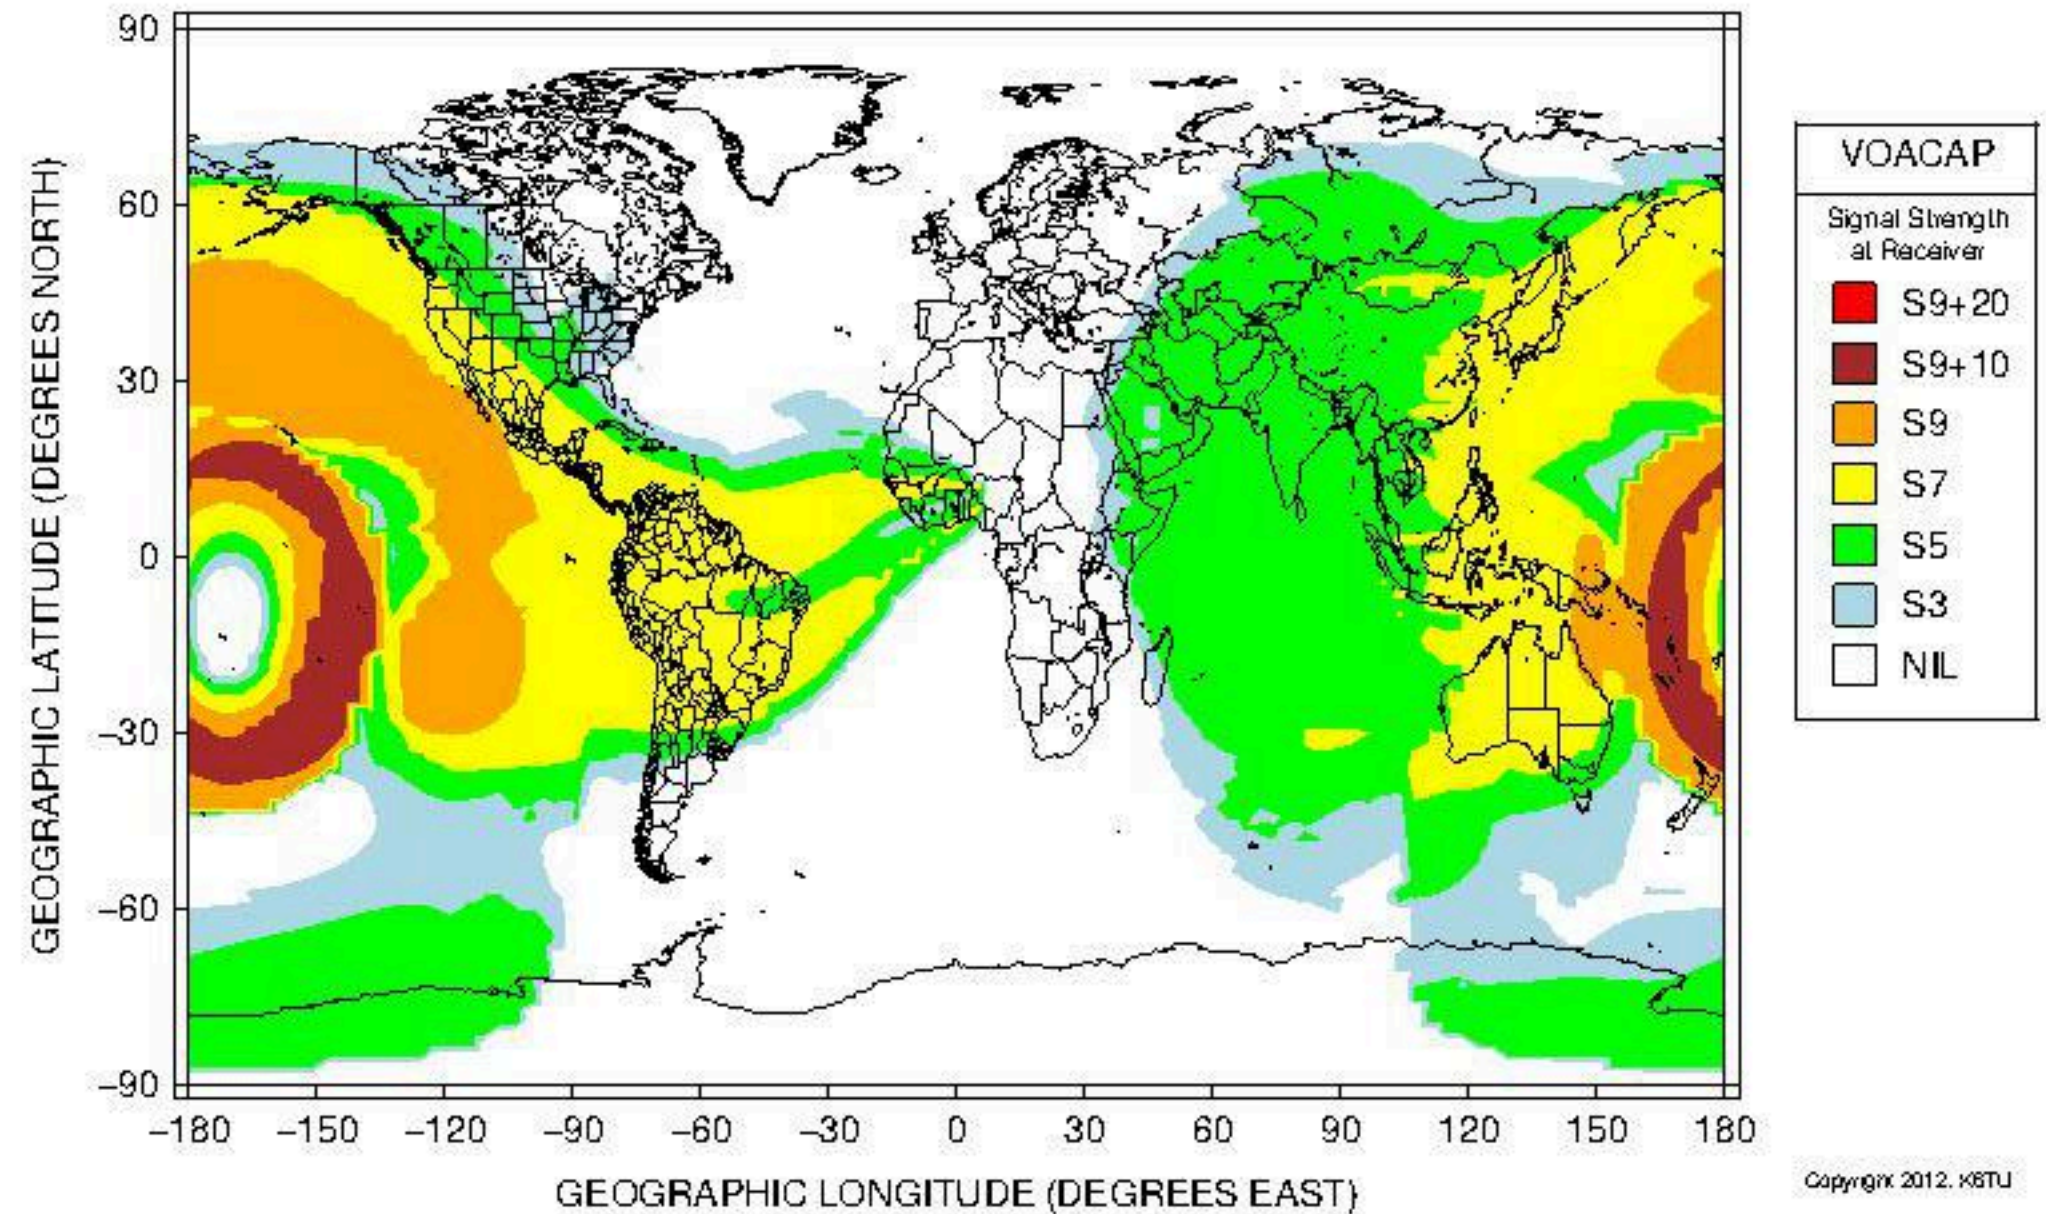 90
60
30
0
−30
−60
−90
GEOGRAPHIC LATITUDE (DEGREES NORTH)
−180 −150 −120 −90 −60 −30 0 30 60 90 120 150 180
GEOGRAPHIC LONGITUDE (DEGREES EAST)
VOACAP
Signal Strength
at Receiver
S9+20
S9+10
S9
S7
S5
S3
NIL
Copyright 2012, K6TU